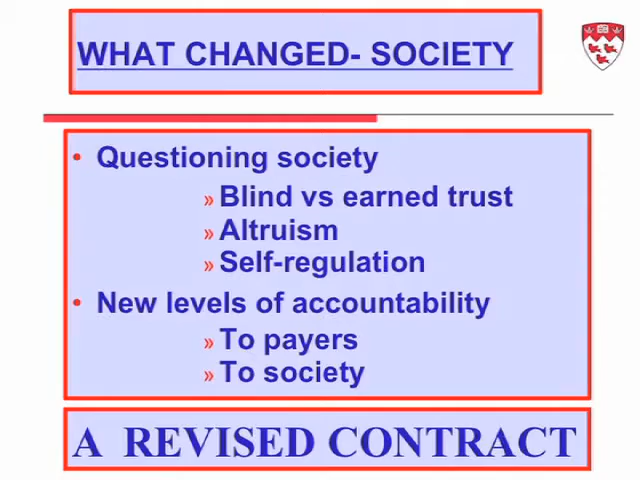 WHAT CHANGED- SOCIETY
• Questioning society
» Blind vs earned trust
» Altruism
» Self-regulation
• New levels of accountability
» To payers
» To society
A REVISED CONTRACT